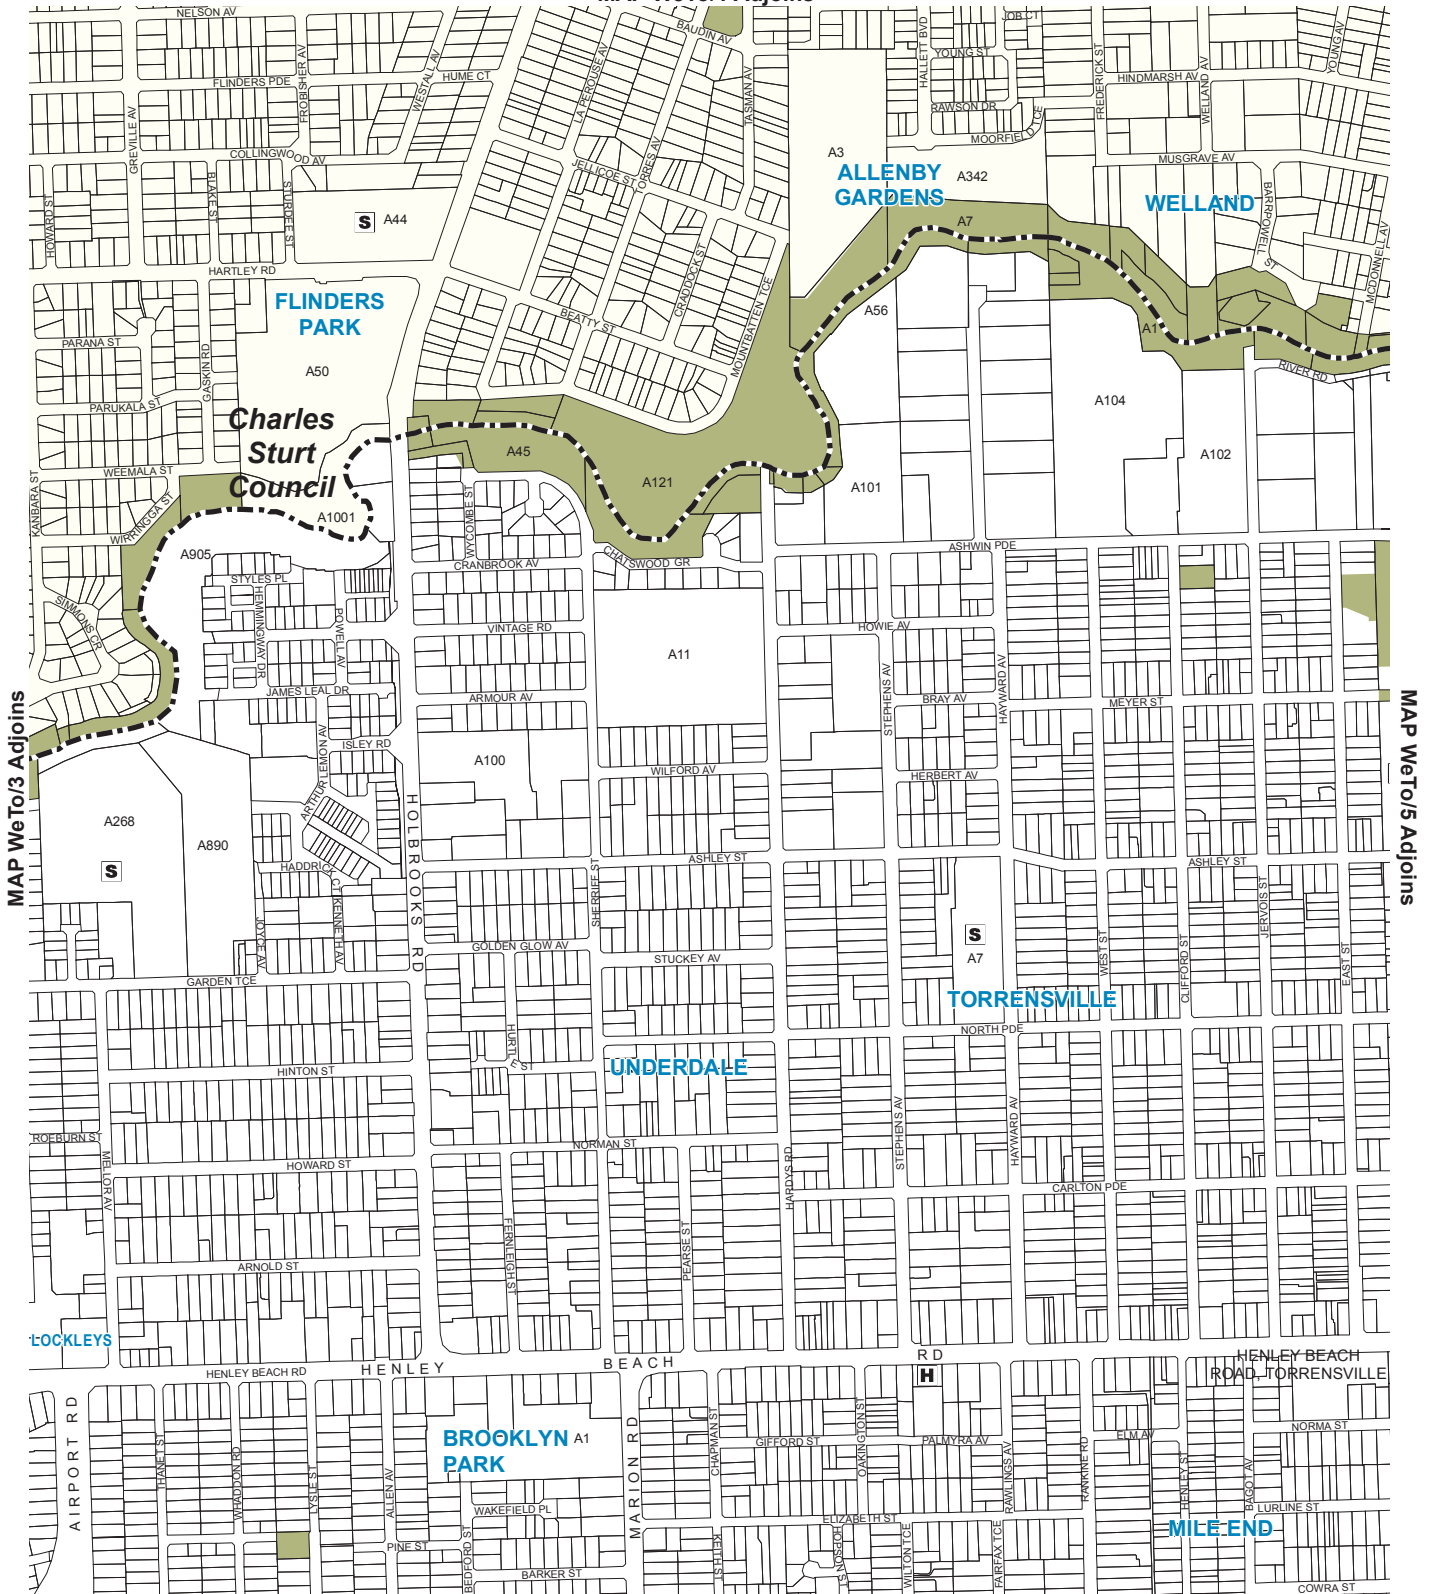 NELSON AV
BAUDIN AV
JOB CT
HALLETT BVD
YOUNG ST
YOUNG AV
FLINDERS PDE
FROBISHER AV
WESTALL AV
HUME CT
LA PEROUSE AV
TASMAN AV
FREDERICK ST
HINDMARSH AV
WELLAND AV
GREVILLE AV
RAWSON DR
MOORFIELD TCE
COLLINGWOOD AV
JELLICOE ST
TORRES AV
A3
ALLENBY
GARDENS
A342
MUSGRAVE AV
HOWARD ST
BLAKE ST
STURDEE ST
S
A44
A7
WELLAND
BARRPOWELL ST
MCDONNELL AV
HARTLEY RD
CRADDOCK ST
MOUNTBATTEN TCE
FLINDERS
PARK
BEATTY ST
A56
A1
PARANA ST
GASKIN RD
A50
RIVER RD
PARUKALA ST
A104
Charles
Sturt
Council
A45
A121
A101
A102
WEEMALA ST
KANBARA ST
WIRRINGA ST
A1001
WYCOMBE ST
A905
CHATSWOOD GR
ASHWIN PDE
STYLES PL
CRANBROOK AV
HEMINGWAY DR
POWELL AV
SIMMONS CR
VINTAGE RD
HOWIE AV
A11
JAMES LEAL DR
ARMOUR AV
STEPHENS AV
BRAY AV
HAYWARD AV
MEYER ST
MAP WeTo/3 Adjoins
MAP WeTo/5 Adjoins
ARTHUR LEMON AV
ISLEY RD
A100
WILFORD AV
HERBERT AV
A268
A890
S
HOLBROOKS RD
HADDRICK CT
ASHLEY ST
ASHLEY ST
SHERRIFF ST
JOYCE AV
KENNETH AV
JERVOIS ST
S
A7
WEST ST
CLIFFORD ST
EAST ST
GOLDEN GLOW AV
STUCKEY AV
GARDEN TCE
TORRENSVILLE
NORTH PDE
HURTLE ST
HINTON ST
UNDERDALE
ROEBURN ST
NORMAN ST
STEPHENS AV
HAYWARD AV
HOWARD ST
MELLOR AV
HARDYS RD
CARLTON PDE
FERNLEIGH ST
PEARSE ST
ARNOLD ST
LOCKLEYS
HENLEY BEACH RD
HENLEY BEACH RD
HENLEY BEACH
ROAD, TORRENSVILLE
H
AIRPORT RD
THANET ST
WHADDON RD
LYSLE ST
ALLEN AV
BROOKLYN
PARK
A1
MARION RD
CHAPMAN ST
GIFFORD ST
OAKINGTON ST
PALMYRA AV
RAWLINGS AV
RANKINE RD
ELM AV
HENLEY ST
BAGOT AV
NORMA ST
WAKEFIELD PL
LURLINE ST
ELIZABETH ST
MILE END
PINE ST
BEDFORD ST
KEITH ST
HOPSON ST
WILTON TCE
FAIRFAX TCE
BARKER ST
COWRA ST